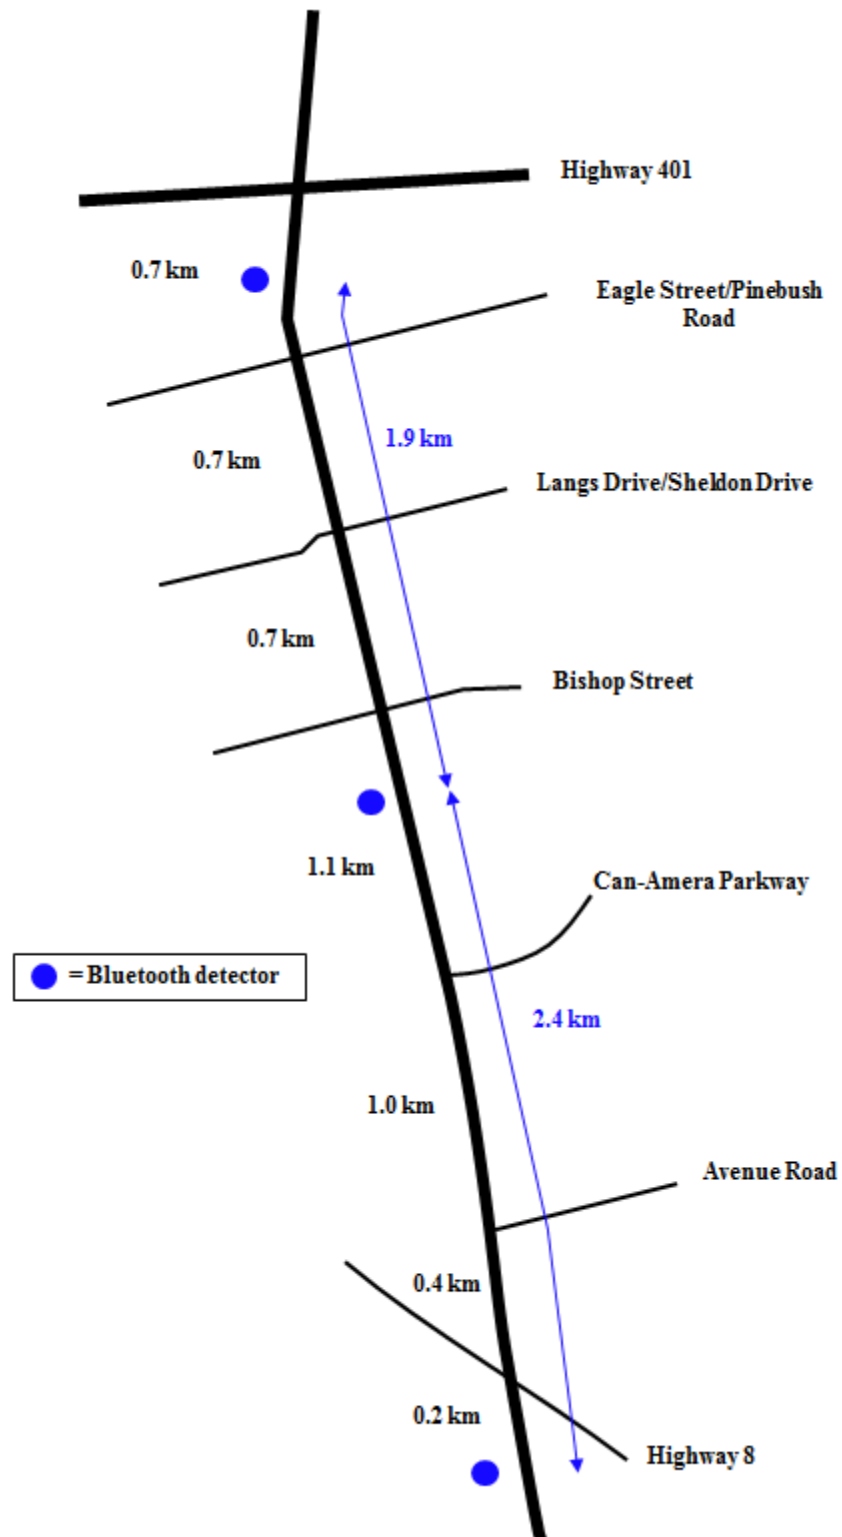 Highway 401
0.7 km
Eagle Street/Pinebush
Road
1.9 km
0.7 km
Langs Drive/Sheldon Drive
0.7 km
Bishop Street
1.1 km
Can-Amera Parkway
= Bluetooth detector
2.4 km
1.0 km
Avenue Road
0.4 km
0.2 km
Highway 8